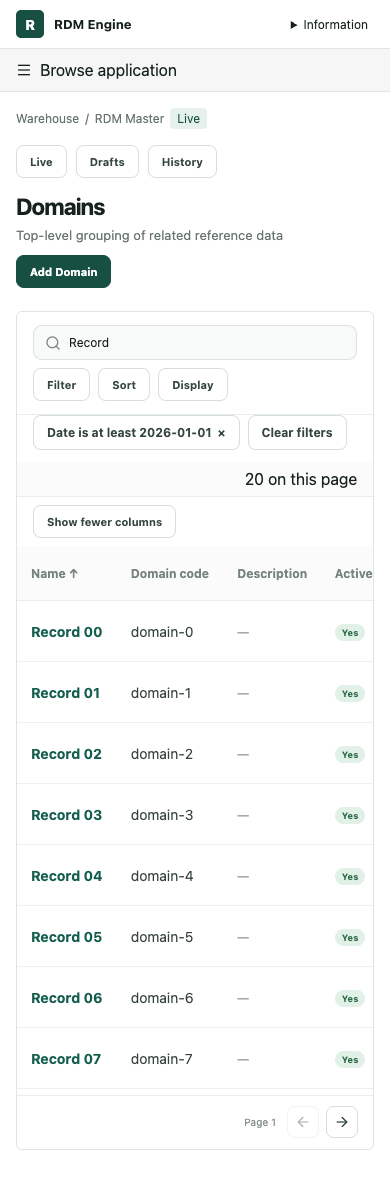 R RDM Engine ▶ Information
☰ Browse application
Warehouse / RDM Master Live
Live Drafts History
Domains
Top-level grouping of related reference data
Add Domain
Record
Filter Sort Display
Date is at least 2026-01-01 × Clear filters
20 on this page
Show fewer columns
Name ↑ Domain code Description Active
Record 00 domain-0 — Yes
Record 01 domain-1 — Yes
Record 02 domain-2 — Yes
Record 03 domain-3 — Yes
Record 04 domain-4 — Yes
Record 05 domain-5 — Yes
Record 06 domain-6 — Yes
Record 07 domain-7 — Yes
Page 1 ← →